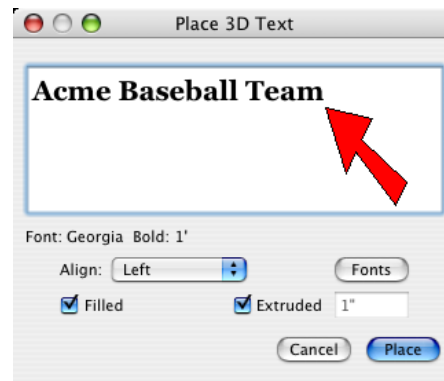 Place 3D Text
Acme Baseball Team
Font: Georgia Bold: 1'
Align: Left Fonts
Filled Extruded 1"
Cancel Place